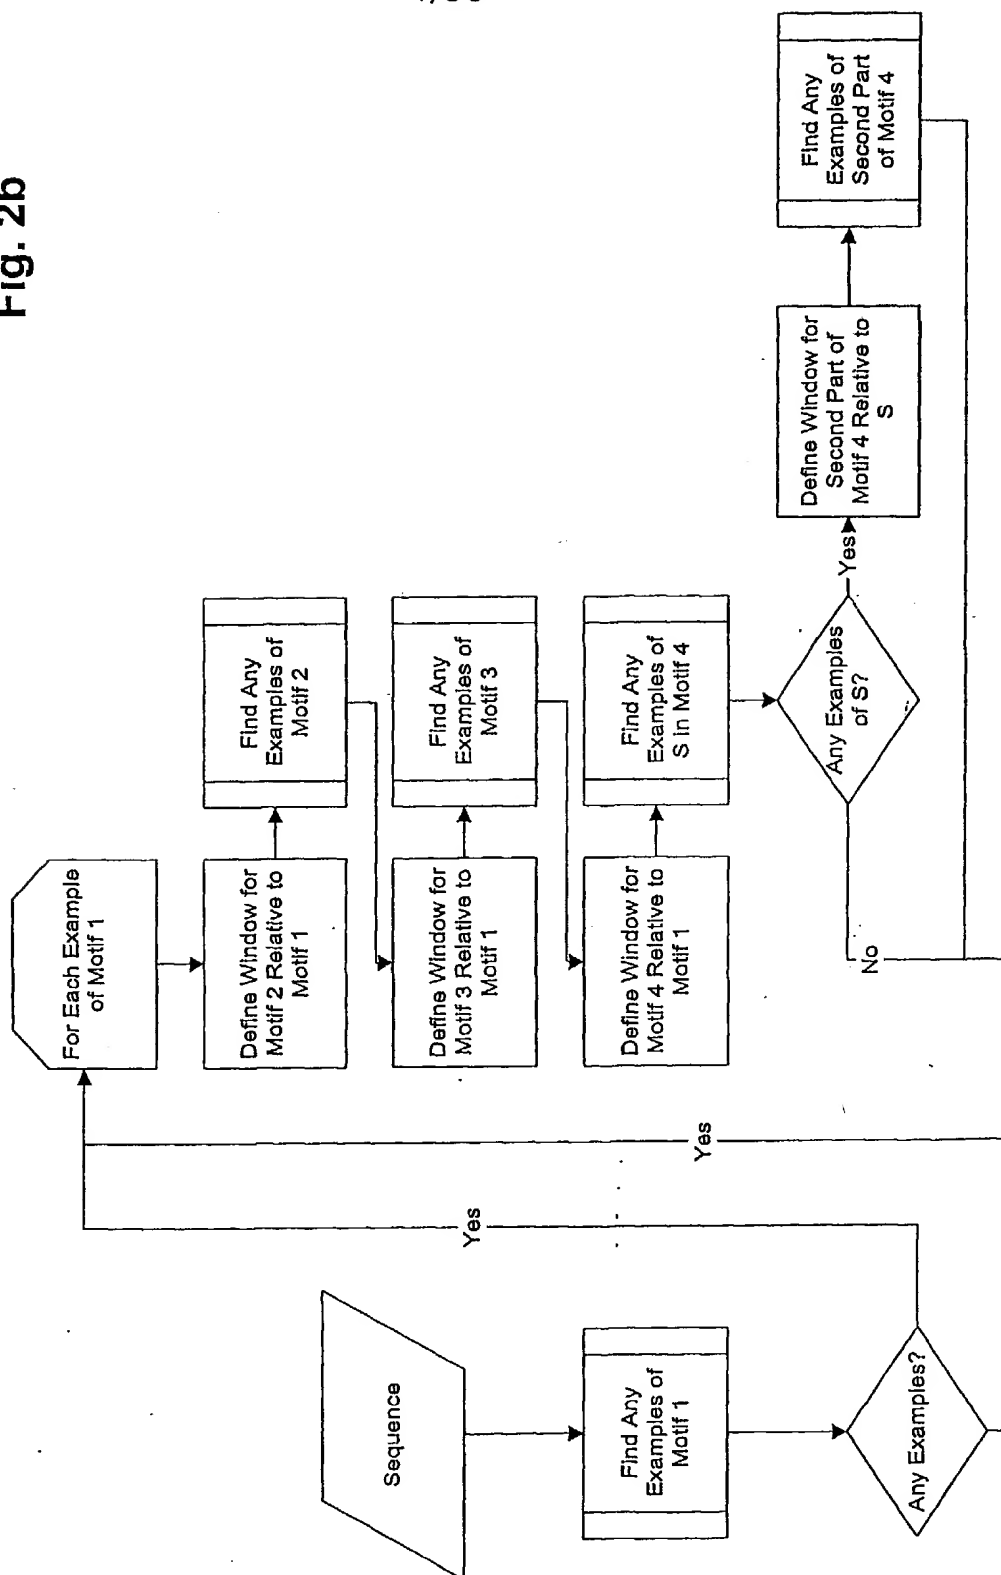 Fig. 2b
For Each Example
of Motif 1
Define Window for
Motif 2 Relative to
Motif 1
Find Any
Examples of
Motif 2
Define Window for
Motif 3 Relative to
Motif 1
Find Any
Examples of
Motif 3
Define Window for
Motif 4 Relative to
Motif 1
Find Any
Examples of
S in Motif 4
Any Examples
of S?
Yes
No
Define Window for
Second Part of
Motif 4 Relative to
S
Find Any
Examples of
Second Part
of Motif 4
Yes
Yes
Sequence
Find Any
Examples of
Motif 1
Any Examples?